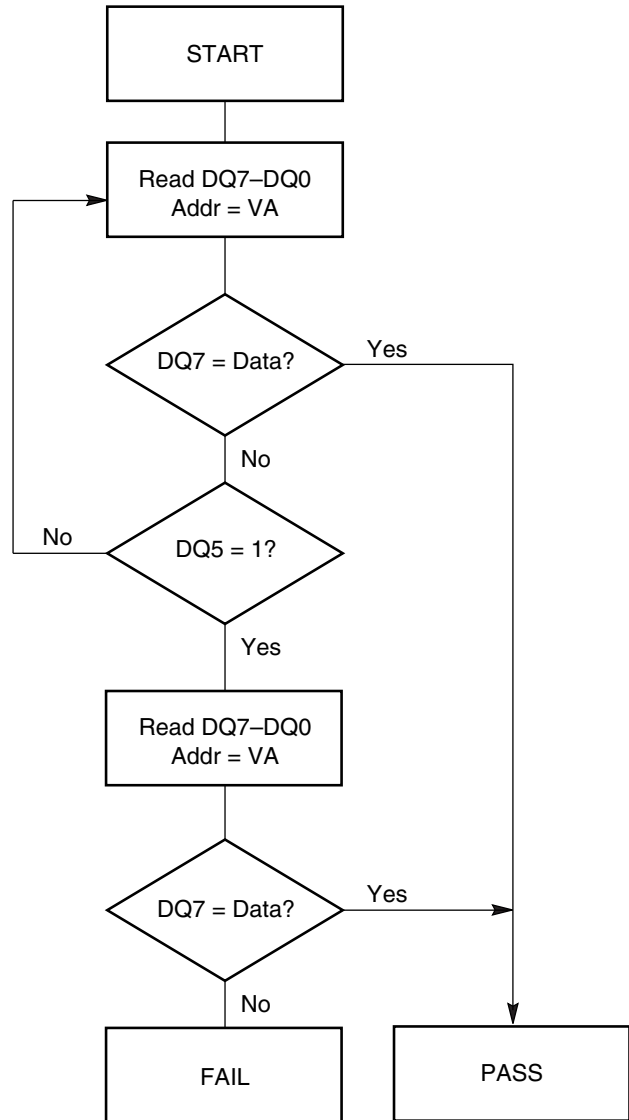 START
Read DQ7–DQ0
Addr = VA
DQ7 = Data?
Yes
No
DQ5 = 1?
No
Yes
Read DQ7–DQ0
Addr = VA
DQ7 = Data?
Yes
No
FAIL
PASS